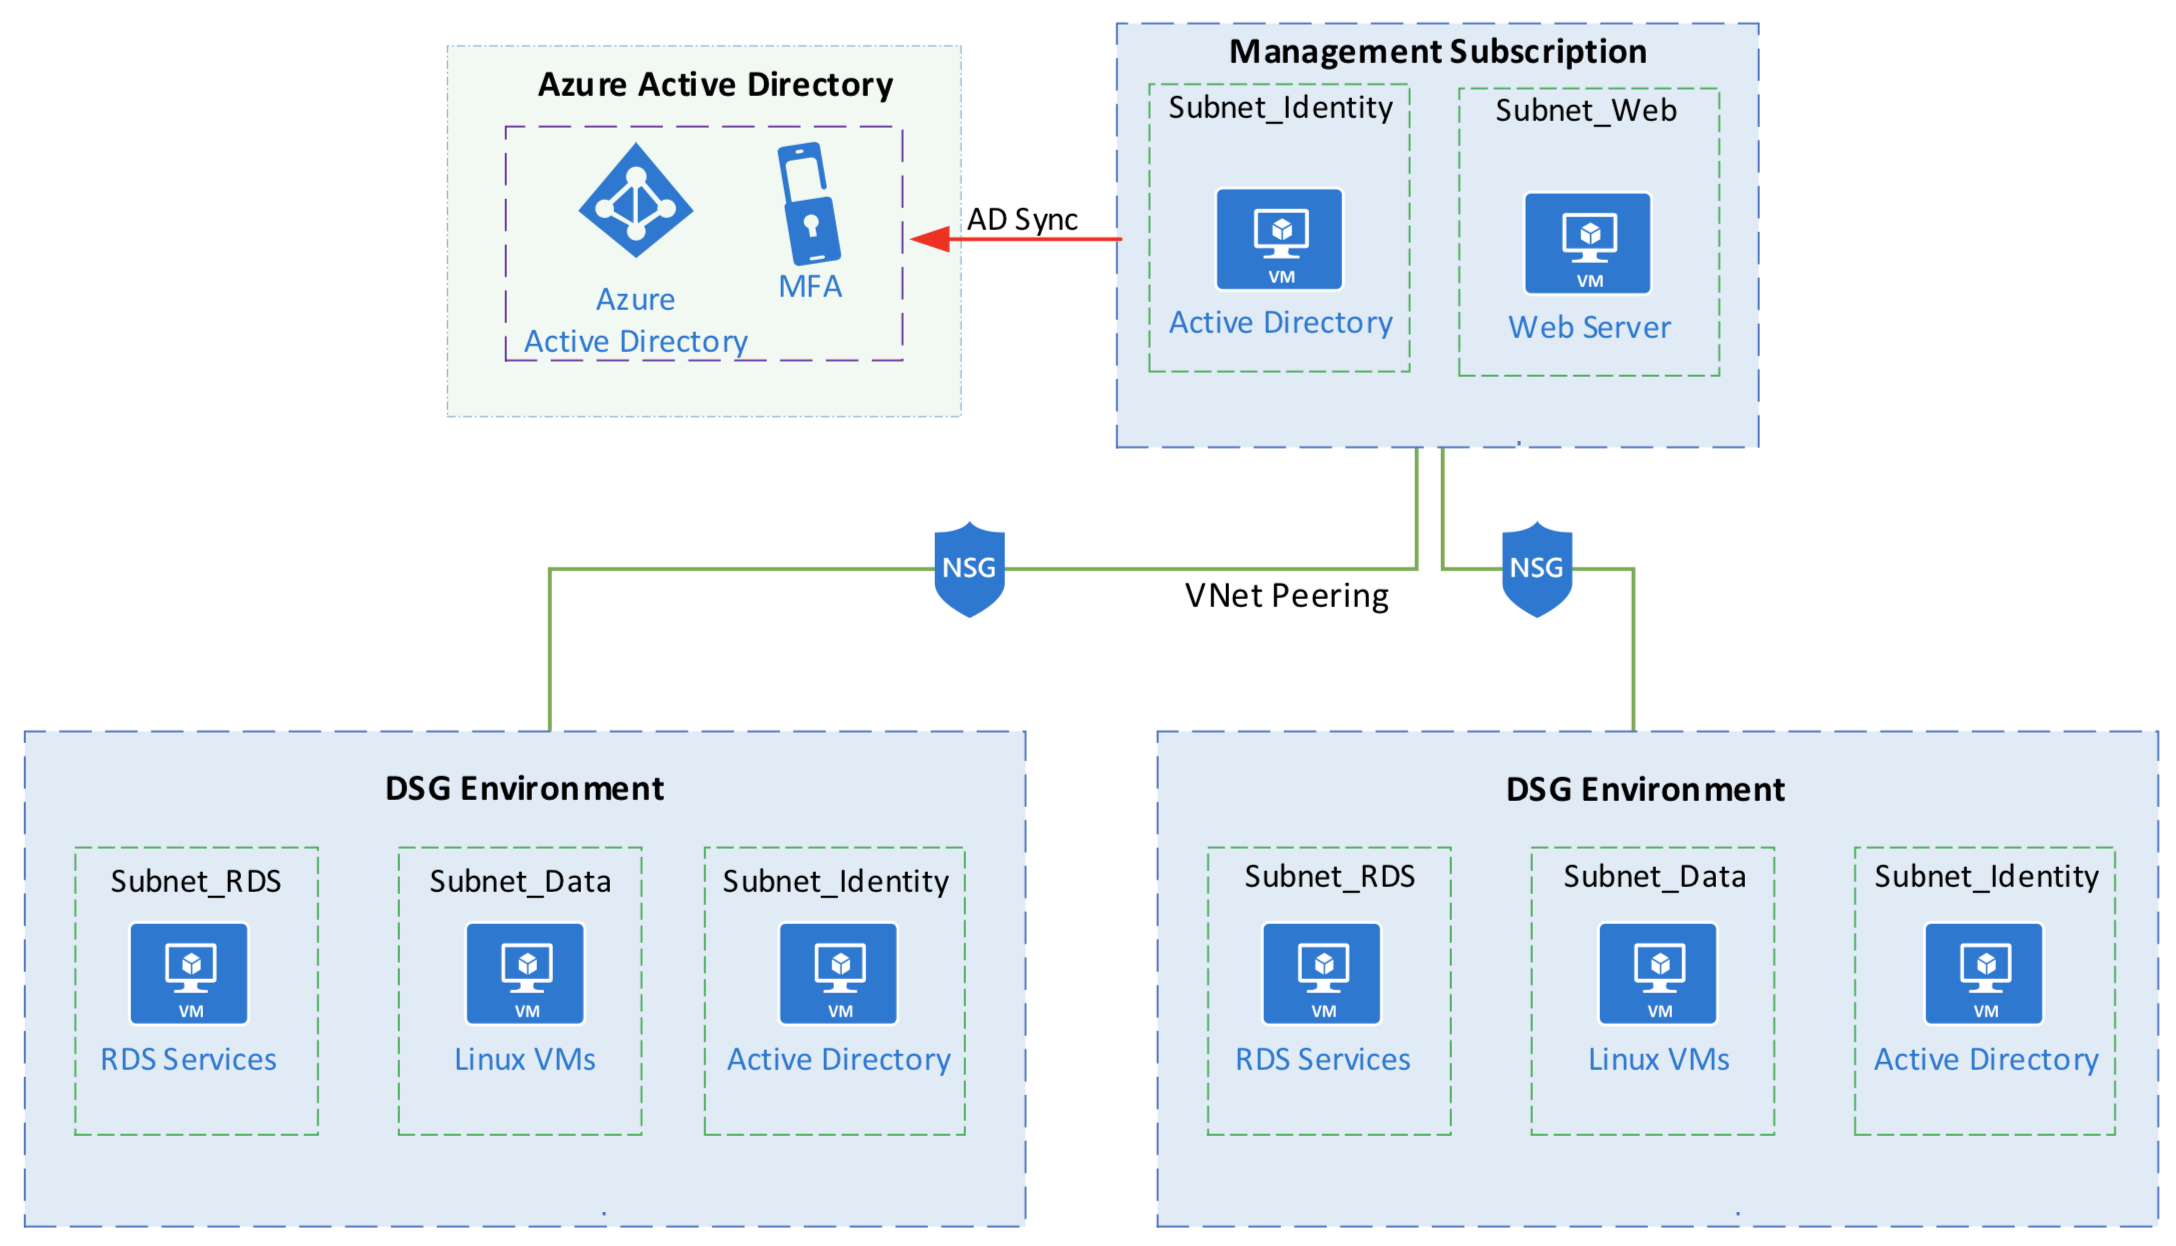 Azure Active Directory
Azure
Active Directory
MFA
AD Sync
Management Subscription
Subnet_Identity
VM
Active Directory
Subnet_Web
VM
Web Server
NSG
VNet Peering
NSG
DSG Environment
Subnet_RDS
VM
RDS Services
Subnet_Data
VM
Linux VMs
Subnet_Identity
VM
Active Directory
DSG Environment
Subnet_RDS
VM
RDS Services
Subnet_Data
VM
Linux VMs
Subnet_Identity
VM
Active Directory